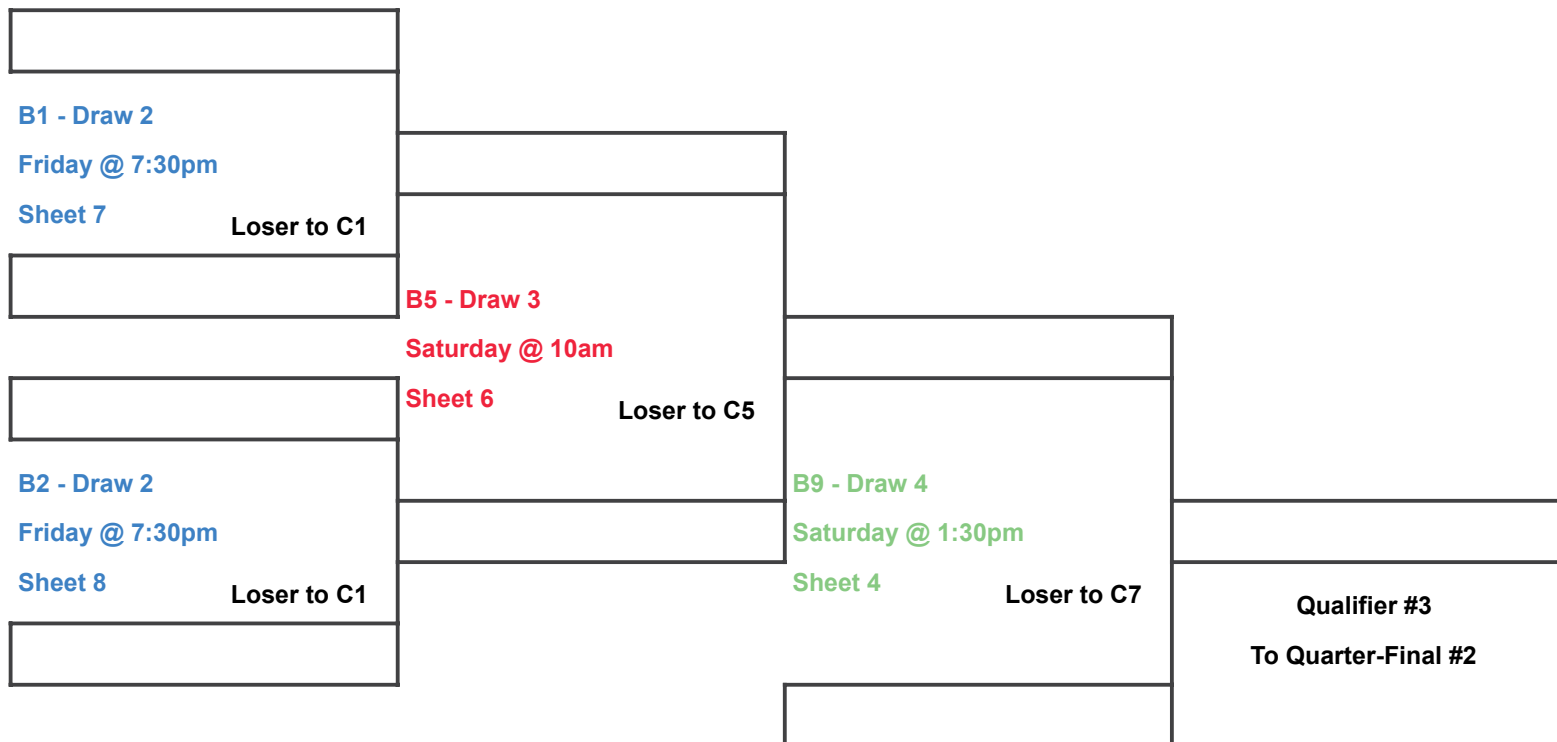 B1 - Draw 2
Friday @ 7:30pm
Sheet 7
Loser to C1
B5 - Draw 3
Saturday @ 10am
Sheet 6
Loser to C5
B2 - Draw 2
Friday @ 7:30pm
Sheet 8
Loser to C1
B9 - Draw 4
Saturday @ 1:30pm
Sheet 4
Loser to C7
Qualifier #3
To Quarter-Final #2